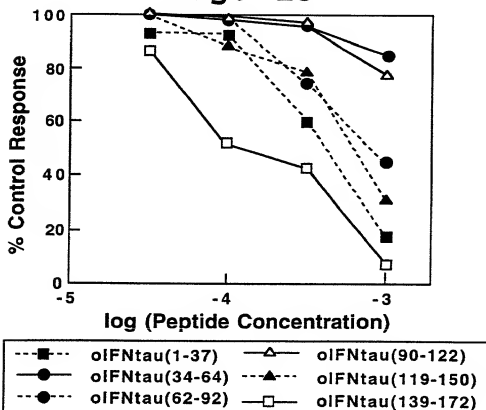 % Control Response
100
80
60
40
20
0
-5 -4 -3
log (Peptide Concentration)
oIFNtau(1-37) oIFNtau(90-122)
oIFNtau(34-64) oIFNtau(119-150)
oIFNtau(62-92) oIFNtau(139-172)